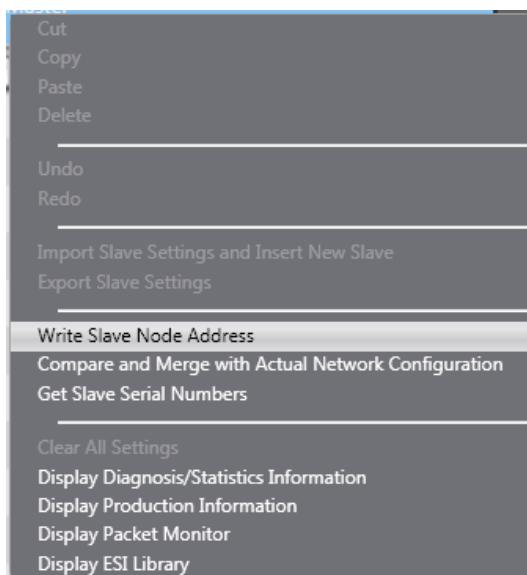 Master
Cut
Copy
Paste
Delete
Undo
Redo
Import Slave Settings and Insert New Slave
Export Slave Settings
Write Slave Node Address
Compare and Merge with Actual Network Configuration
Get Slave Serial Numbers
Clear All Settings
Display Diagnosis/Statistics Information
Display Production Information
Display Packet Monitor
Display ESI Library